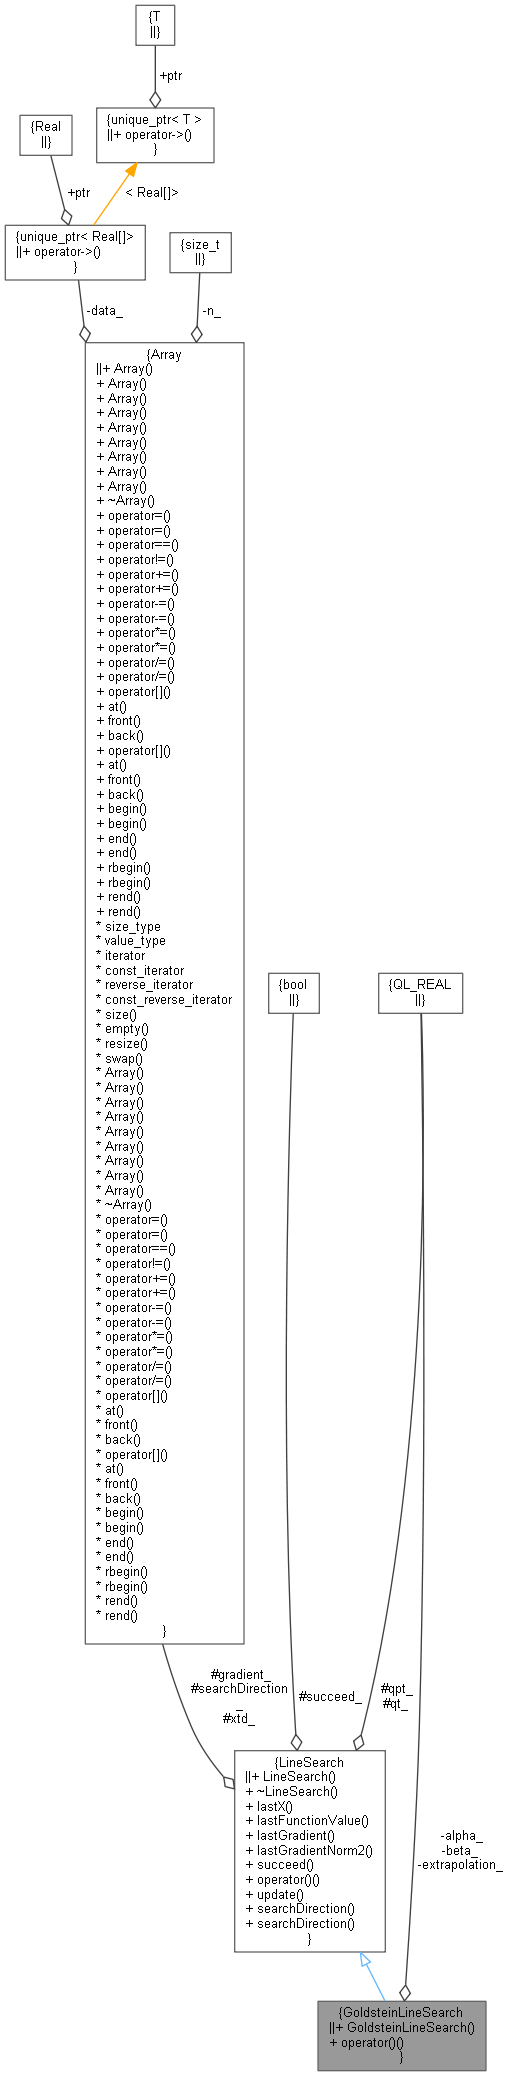 {T
||}
+ptr
{unique_ptr< T >
||+ operator->()
}
{Real
||}
+ptr
< Real[]>
{unique_ptr< Real[]>
||+ operator->()
}
{size_t
||}
-data_
-n_
{Array
||+ Array()
+ Array()
+ Array()
+ Array()
+ Array()
+ Array()
+ Array()
+ Array()
+ Array()
+ ~Array()
+ operator=()
+ operator=()
+ operator==()
+ operator!=()
+ operator+=()
+ operator+=()
+ operator-=()
+ operator-=()
+ operator*=()
+ operator*=()
+ operator/=()
+ operator/=()
+ operator[]()
+ at()
+ front()
+ back()
+ operator[]()
+ at()
+ front()
+ back()
+ begin()
+ begin()
+ end()
+ end()
+ rbegin()
+ rbegin()
+ rend()
+ rend()
* size_type
* value_type
* iterator
* const_iterator
* reverse_iterator
* const_reverse_iterator
* size()
* empty()
* resize()
* swap()
* Array()
* Array()
* Array()
* Array()
* Array()
* Array()
* Array()
* Array()
* Array()
* ~Array()
* operator=()
* operator=()
* operator==()
* operator!=()
* operator+=()
* operator+=()
* operator-=()
* operator-=()
* operator*=()
* operator*=()
* operator/=()
* operator/=()
* operator[]()
* at()
* front()
* back()
* operator[]()
* at()
* front()
* back()
* begin()
* begin()
* end()
* end()
* rbegin()
* rbegin()
* rend()
* rend()
}
{bool
||}
{QL_REAL
||}
#gradient_
#searchDirection
_
#xtd_
#succeed_
#qpt_
#qt_
{LineSearch
||+ LineSearch()
+ ~LineSearch()
+ lastX()
+ lastFunctionValue()
+ lastGradient()
+ lastGradientNorm2()
+ succeed()
+ operator()()
+ update()
+ searchDirection()
+ searchDirection()
}
-alpha_
-beta_
-extrapolation_
{GoldsteinLineSearch
||+ GoldsteinLineSearch()
+ operator()()
}